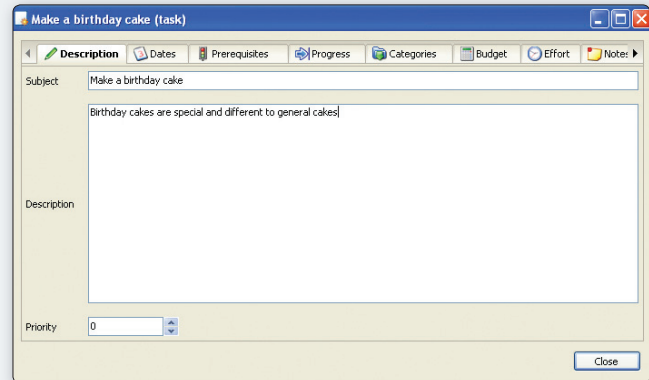 Make a birthday cake (task)
Description Dates Prerequisites Progress Categories Budget Effort Notes
Subject Make a birthday cake
Birthday cakes are special and different to general cakes
Description
Priority 0
Close